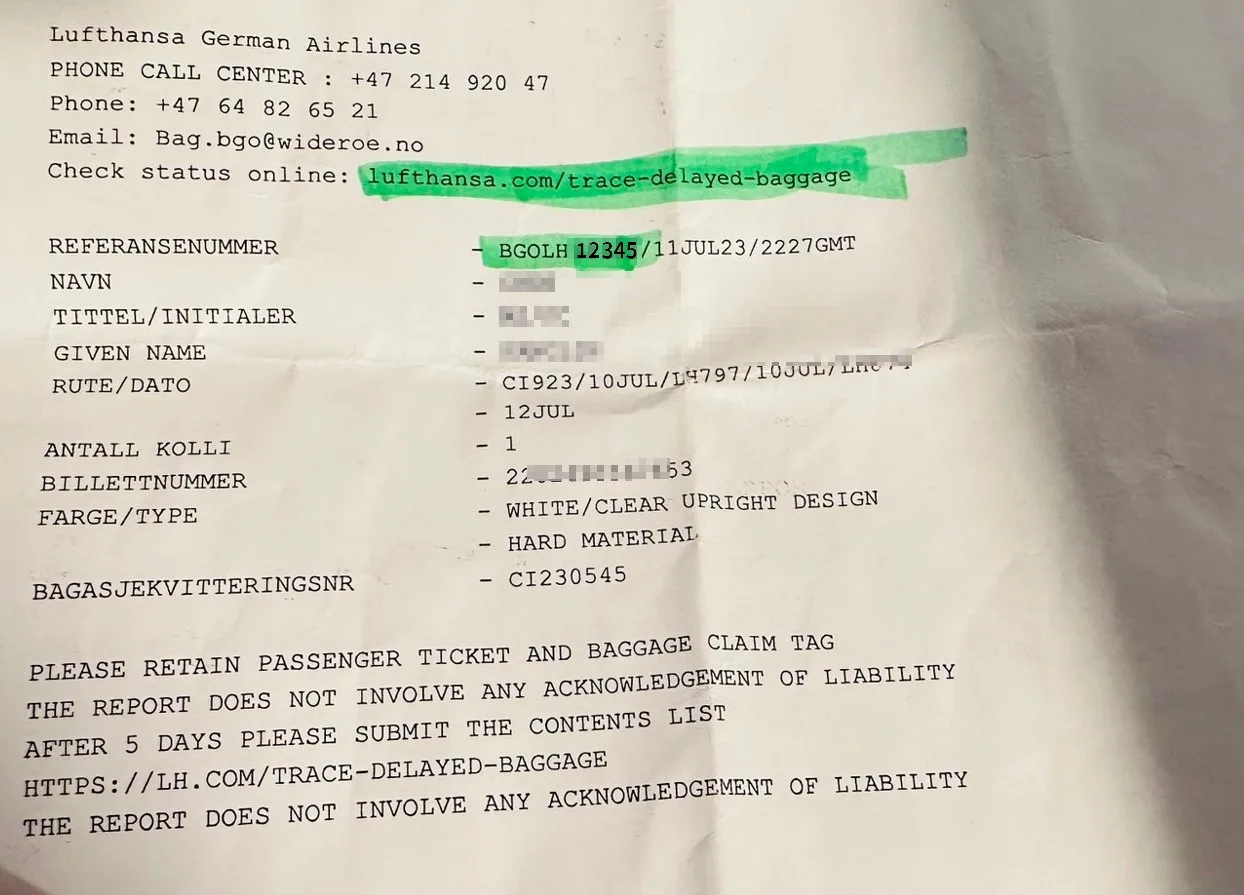 Lufthansa German Airlines
PHONE CALL CENTER : +47 214 920 47
Phone: +47 64 82 65 21
Email: Bag.bgo@wideroe.no
Check status online: lufthansa.com/trace-delayed-baggage
REFERANSENUMMER - BGOLH 12345/11JUL23/2227GMT
NAVN -
TITTEL/INITIALER -
GIVEN NAME -
RUTE/DATO - CI923/10JUL/LH797/10JUL/
- 12JUL
ANTALL KOLLI - 1
BILLETTNUMMER - 22 53
FARGE/TYPE - WHITE/CLEAR UPRIGHT DESIGN
- HARD MATERIAL
BAGASJEKVITTERINGSNR - CI230545
PLEASE RETAIN PASSENGER TICKET AND BAGGAGE CLAIM TAG
THE REPORT DOES NOT INVOLVE ANY ACKNOWLEDGEMENT OF LIABILITY
AFTER 5 DAYS PLEASE SUBMIT THE CONTENTS LIST
HTTPS://LH.COM/TRACE-DELAYED-BAGGAGE
THE REPORT DOES NOT INVOLVE ANY ACKNOWLEDGEMENT OF LIABILITY